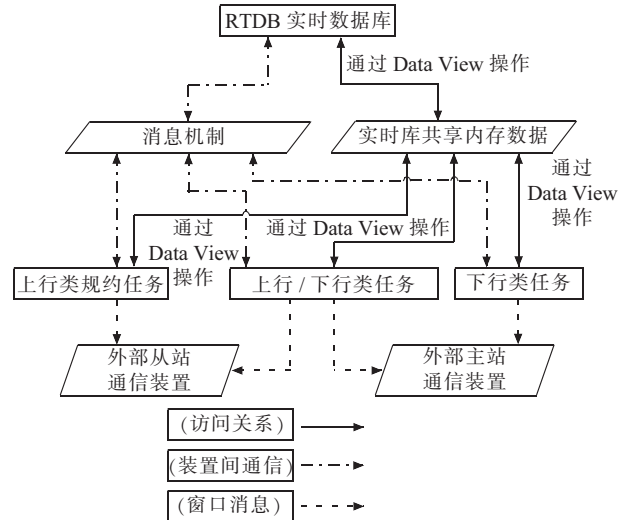 RTDB 实时数据库
通过 Data View 操作
消息机制
实时库共享内存数据
通过
Data View
操作
通过
Data View
操作
通过 Data View 操作
上行类规约任务
上行 / 下行类任务
下行类任务
外部从站
通信装置
外部主站
通信装置
(访问关系)
(装置间通信)
(窗口消息)